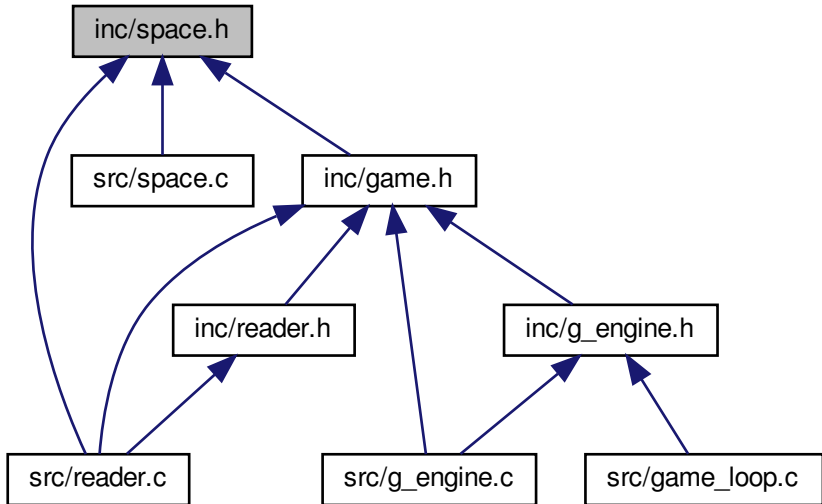 inc/space.h
src/space.c
inc/game.h
inc/reader.h
inc/g_engine.h
src/reader.c
src/g_engine.c
src/game_loop.c